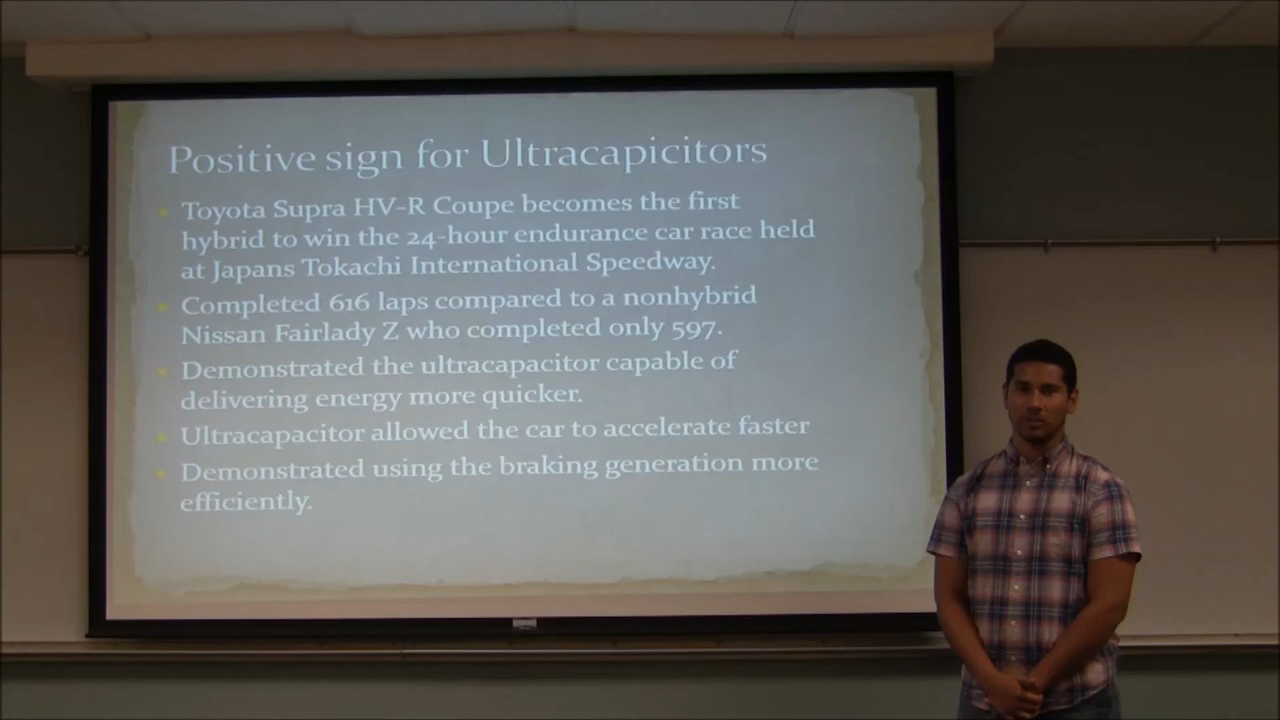 Positive sign for Ultracapicitors
Toyota Supra HV-R Coupe becomes the first
hybrid to win the 24-hour endurance car race held
at Japans Tokachi International Speedway.
Completed 616 laps compared to a nonhybrid
Nissan Fairlady Z who completed only 597.
Demonstrated the ultracapacitor capable of
delivering energy more quicker.
Ultracapacitor allowed the car to accelerate faster
Demonstrated using the braking generation more
efficiently.